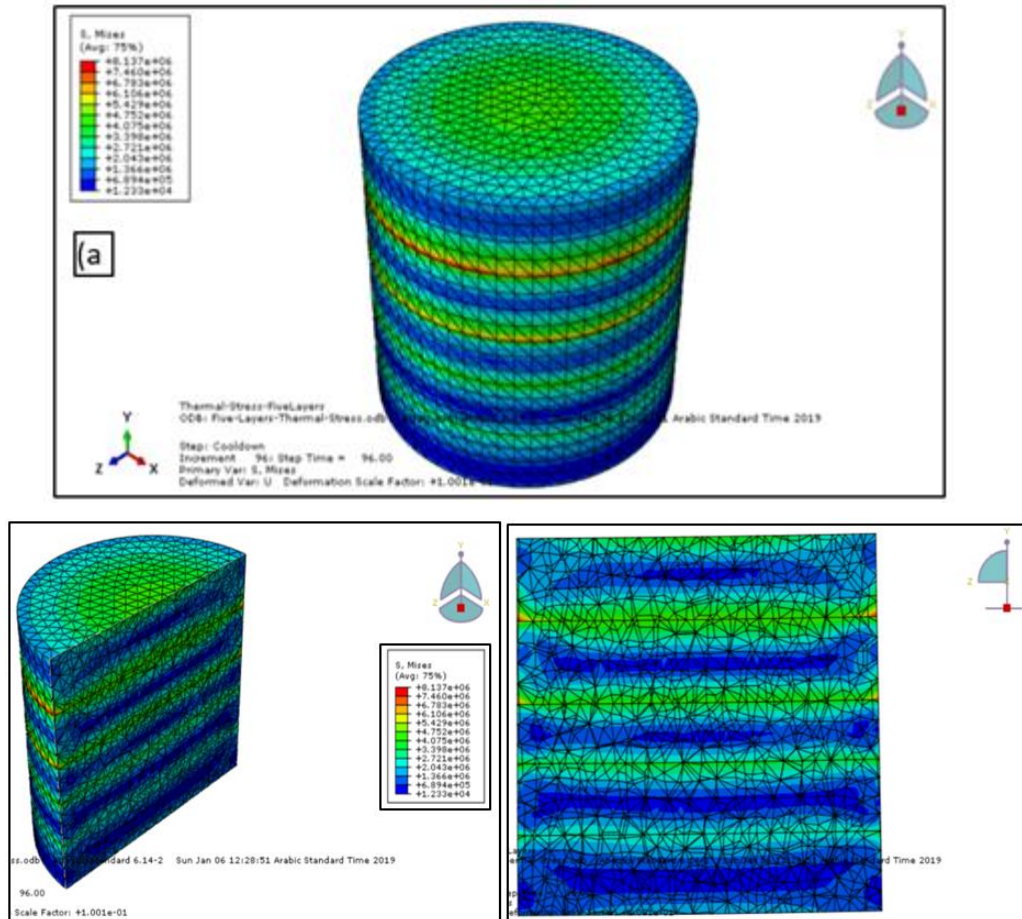 S, Mises
(Avg: 75%)
+8.137e+06
+7.460e+06
+6.783e+06
+6.106e+06
+5.429e+06
+4.752e+06
+4.075e+06
+3.398e+06
+2.721e+06
+2.043e+06
+1.366e+06
+6.894e+05
+1.233e+04
Y
Z X
(a
Thermal-Stress-FiveLayers
ODB: Five-Layers-Thermal-Stress.odb Arabic Standard Time 2019
Step: Cooldown
Increment 96: Step Time = 96.00
Primary Var: S, Mises
Deformed Var: U Deformation Scale Factor: +1.001e
Y
Z X
Y
Z X
S, Mises
(Avg: 75%)
+8.137e+06
+7.460e+06
+6.783e+06
+6.106e+06
+5.429e+06
+4.752e+06
+4.075e+06
+3.398e+06
+2.721e+06
+2.043e+06
+1.366e+06
+6.894e+05
+1.233e+04
ss.odb ndard 6.14-2 Sun Jan 06 12:28:51 Arabic Standard Time 2019
96.00
Scale Factor: +1.001e-01
Y
Z
Arabic Standard Time 2019